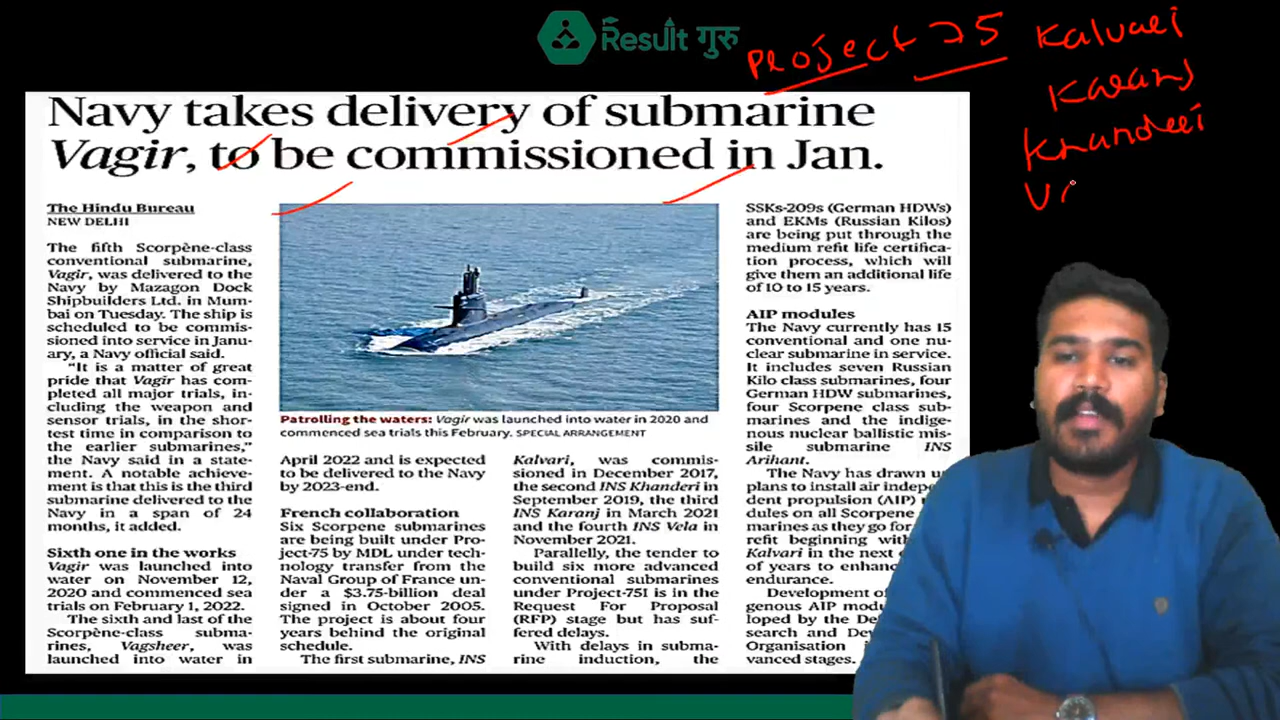 Result गुरु
Project 75
Kalvari
Karanj
Khanderi
Navy takes delivery of submarine
Vagir, to be commissioned in Jan.
The Hindu Bureau
NEW DELHI
The fifth Scorpène-class
conventional submarine,
Vagir, was delivered to the
Navy by Mazagon Dock
Shipbuilders Ltd. in Mum-
bai on Tuesday. The ship is
scheduled to be commis-
sioned into service in Janu-
ary, a Navy official said.
"It is a matter of great
pride that Vagir has com-
pleted all major trials, in-
cluding the weapon and
sensor trials, in the shor-
test time in comparison to
the earlier submarines,"
the Navy said in a state-
ment. A notable achieve-
ment is that this is the third
submarine delivered to the
Navy in a span of 24
months, it added.
Sixth one in the works
Vagir was launched into
water on November 12,
2020 and commenced sea
trials on February 1, 2022.
The sixth and last of the
Scorpène-class subma-
rines, Vagsheer, was
launched into water in
Patrolling the waters: Vagir was launched into water in 2020 and
commenced sea trials this February. SPECIAL ARRANGEMENT
April 2022 and is expected
to be delivered to the Navy
by 2023-end.
French collaboration
Six Scorpene submarines
are being built under Pro-
ject-75 by MDL under tech-
nology transfer from the
Naval Group of France un-
der a $3.75-billion deal
signed in October 2005.
The project is about four
years behind the original
schedule.
The first submarine, INS
Kalvari, was commis-
sioned in December 2017,
the second INS Khanderi in
September 2019, the third
INS Karanj in March 2021
and the fourth INS Vela in
November 2021.
Parallelly, the tender to
build six more advanced
conventional submarines
under Project-75I is in the
Request For Proposal
(RFP) stage but has suf-
fered delays.
With delays in subma-
rine induction, the
SSKs-209s (German HDWs)
and EKMs (Russian Kilos)
are being put through the
medium refit life certifica-
tion process, which will
give them an additional life
of 10 to 15 years.
AIP modules
The Navy currently has 15
conventional and one nu-
clear submarine in service.
It includes seven Russian
Kilo class submarines, four
German HDW submarines,
four Scorpene class sub-
marines and the indige-
nous nuclear ballistic mis-
sile submarine INS
Arihant.
The Navy has drawn up
plans to install air indepen
dent propulsion (AIP)
dules on all Scorpene
marines as they go for
refit beginning with
Kalvari in the next
of years to enhance
endurance.
Development of
genous AIP modu
loped by the De
search and Dev
Organisation
vanced stages.